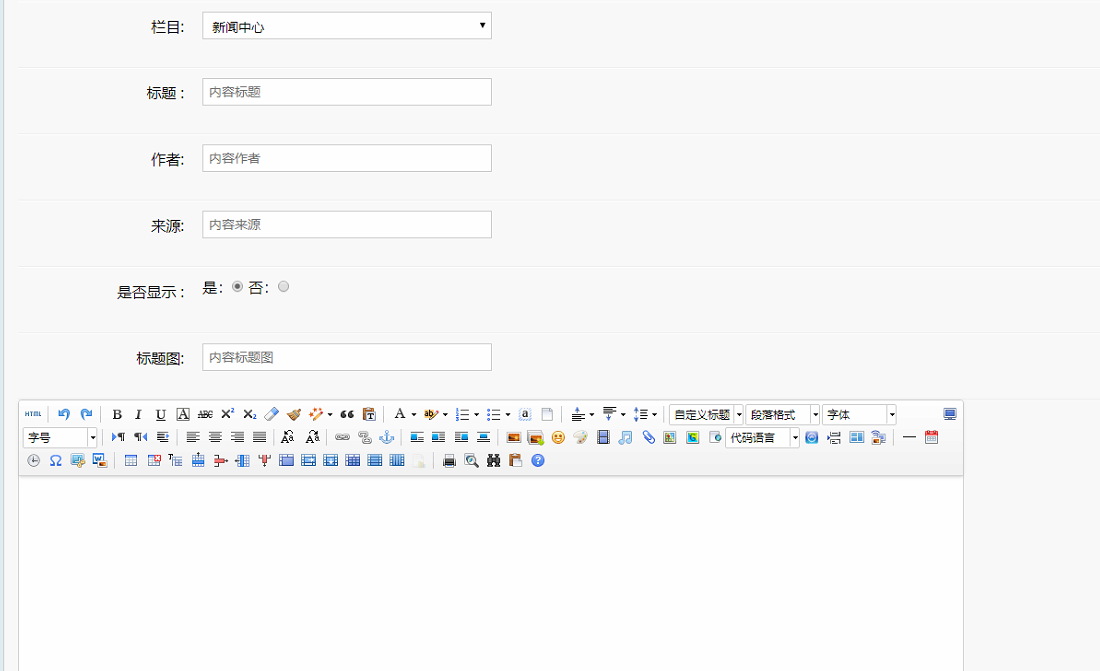 栏目: 新闻中心
标题 : 内容标题
作者: 内容作者
来源: 内容来源
是否显示 : 是: 否:
标题图: 内容标题图
HTML B I U A ABC X² X₂ T A ab a 自定义标题 段落格式 字体
字号 代码语言
Ω